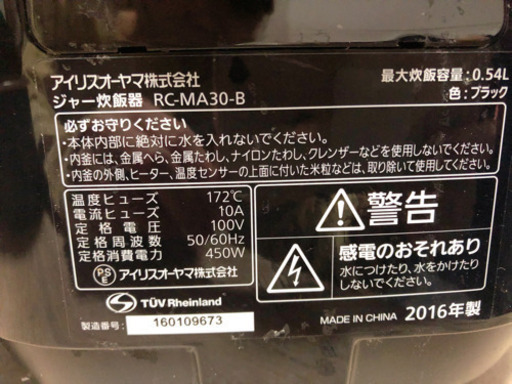 アイリスオーヤマ株式会社
最大炊飯容量:0.54L
ジャー炊飯器 RC-MA30-B
色:ブラック
必ずお守りください
・本体内部に絶対に水を入れないでください。
・内釜には、金属へら、金属たわし、ナイロンたわし、クレンザーなどを使用しないでください。
・内釜の外側、ヒーター、温度センサーの上面に付いた米粒などは、取り除いて使用してください。
温度ヒューズ 172℃
電流ヒューズ 10A
定格電圧 100V
定格周波数 50/60Hz
定格消費電力 450W
PSE アイリスオーヤマ株式会社
TÜV Rheinland
製造番号: 160109673
警告
感電のおそれあり
水につけたり、水をかけたり
しないでください
MADE IN CHINA 2016年製